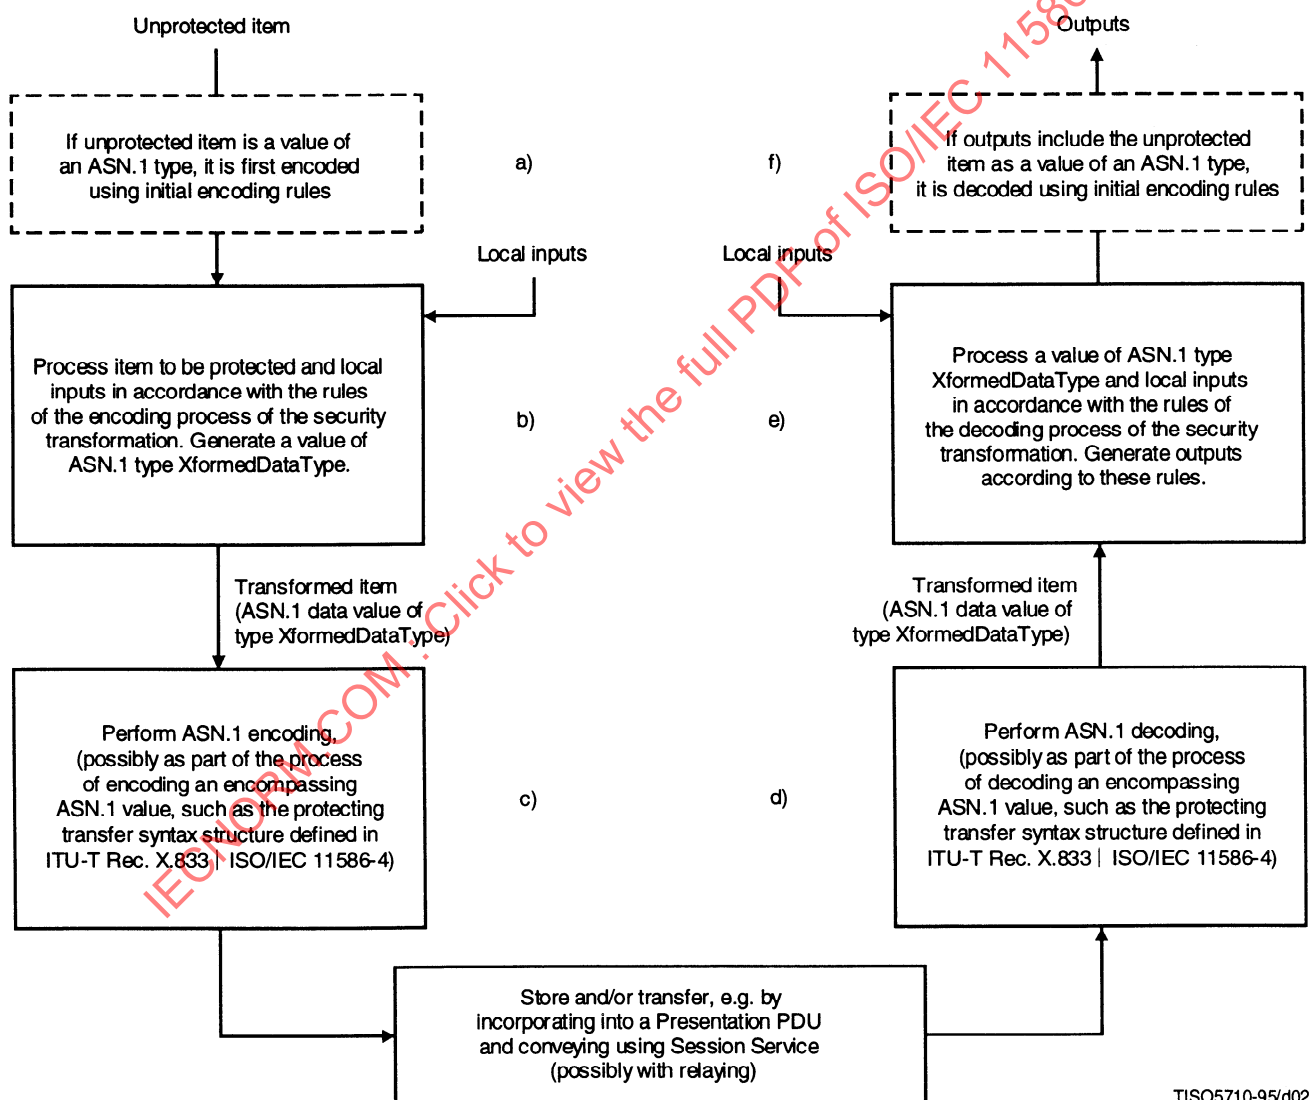 Unprotected item
If unprotected item is a value of
an ASN.1 type, it is first encoded
using initial encoding rules
a)
Local inputs
Process item to be protected and local
inputs in accordance with the rules
of the encoding process of the security
transformation. Generate a value of
ASN.1 type XformedDataType.
b)
Transformed item
(ASN.1 data value of
type XformedDataType)
Perform ASN.1 encoding,
(possibly as part of the process
of encoding an encompassing
ASN.1 value, such as the protecting
transfer syntax structure defined in
ITU-T Rec. X.833 | ISO/IEC 11586-4)
c)
Store and/or transfer, e.g. by
incorporating into a Presentation PDU
and conveying using Session Service
(possibly with relaying)
Outputs
f)
If outputs include the unprotected
item as a value of an ASN.1 type,
it is decoded using initial encoding rules
Local inputs
e)
Process a value of ASN.1 type
XformedDataType and local inputs
in accordance with the rules of
the decoding process of the security
transformation. Generate outputs
according to these rules.
Transformed item
(ASN.1 data value of
type XformedDataType)
d)
Perform ASN.1 decoding,
(possibly as part of the process
of decoding an encompassing
ASN.1 value, such as the protecting
transfer syntax structure defined in
ITU-T Rec. X.833 | ISO/IEC 11586-4)
TISO5710-95/d02
IECNORM.COM : Click to view the full PDF of ISO/IEC 11586